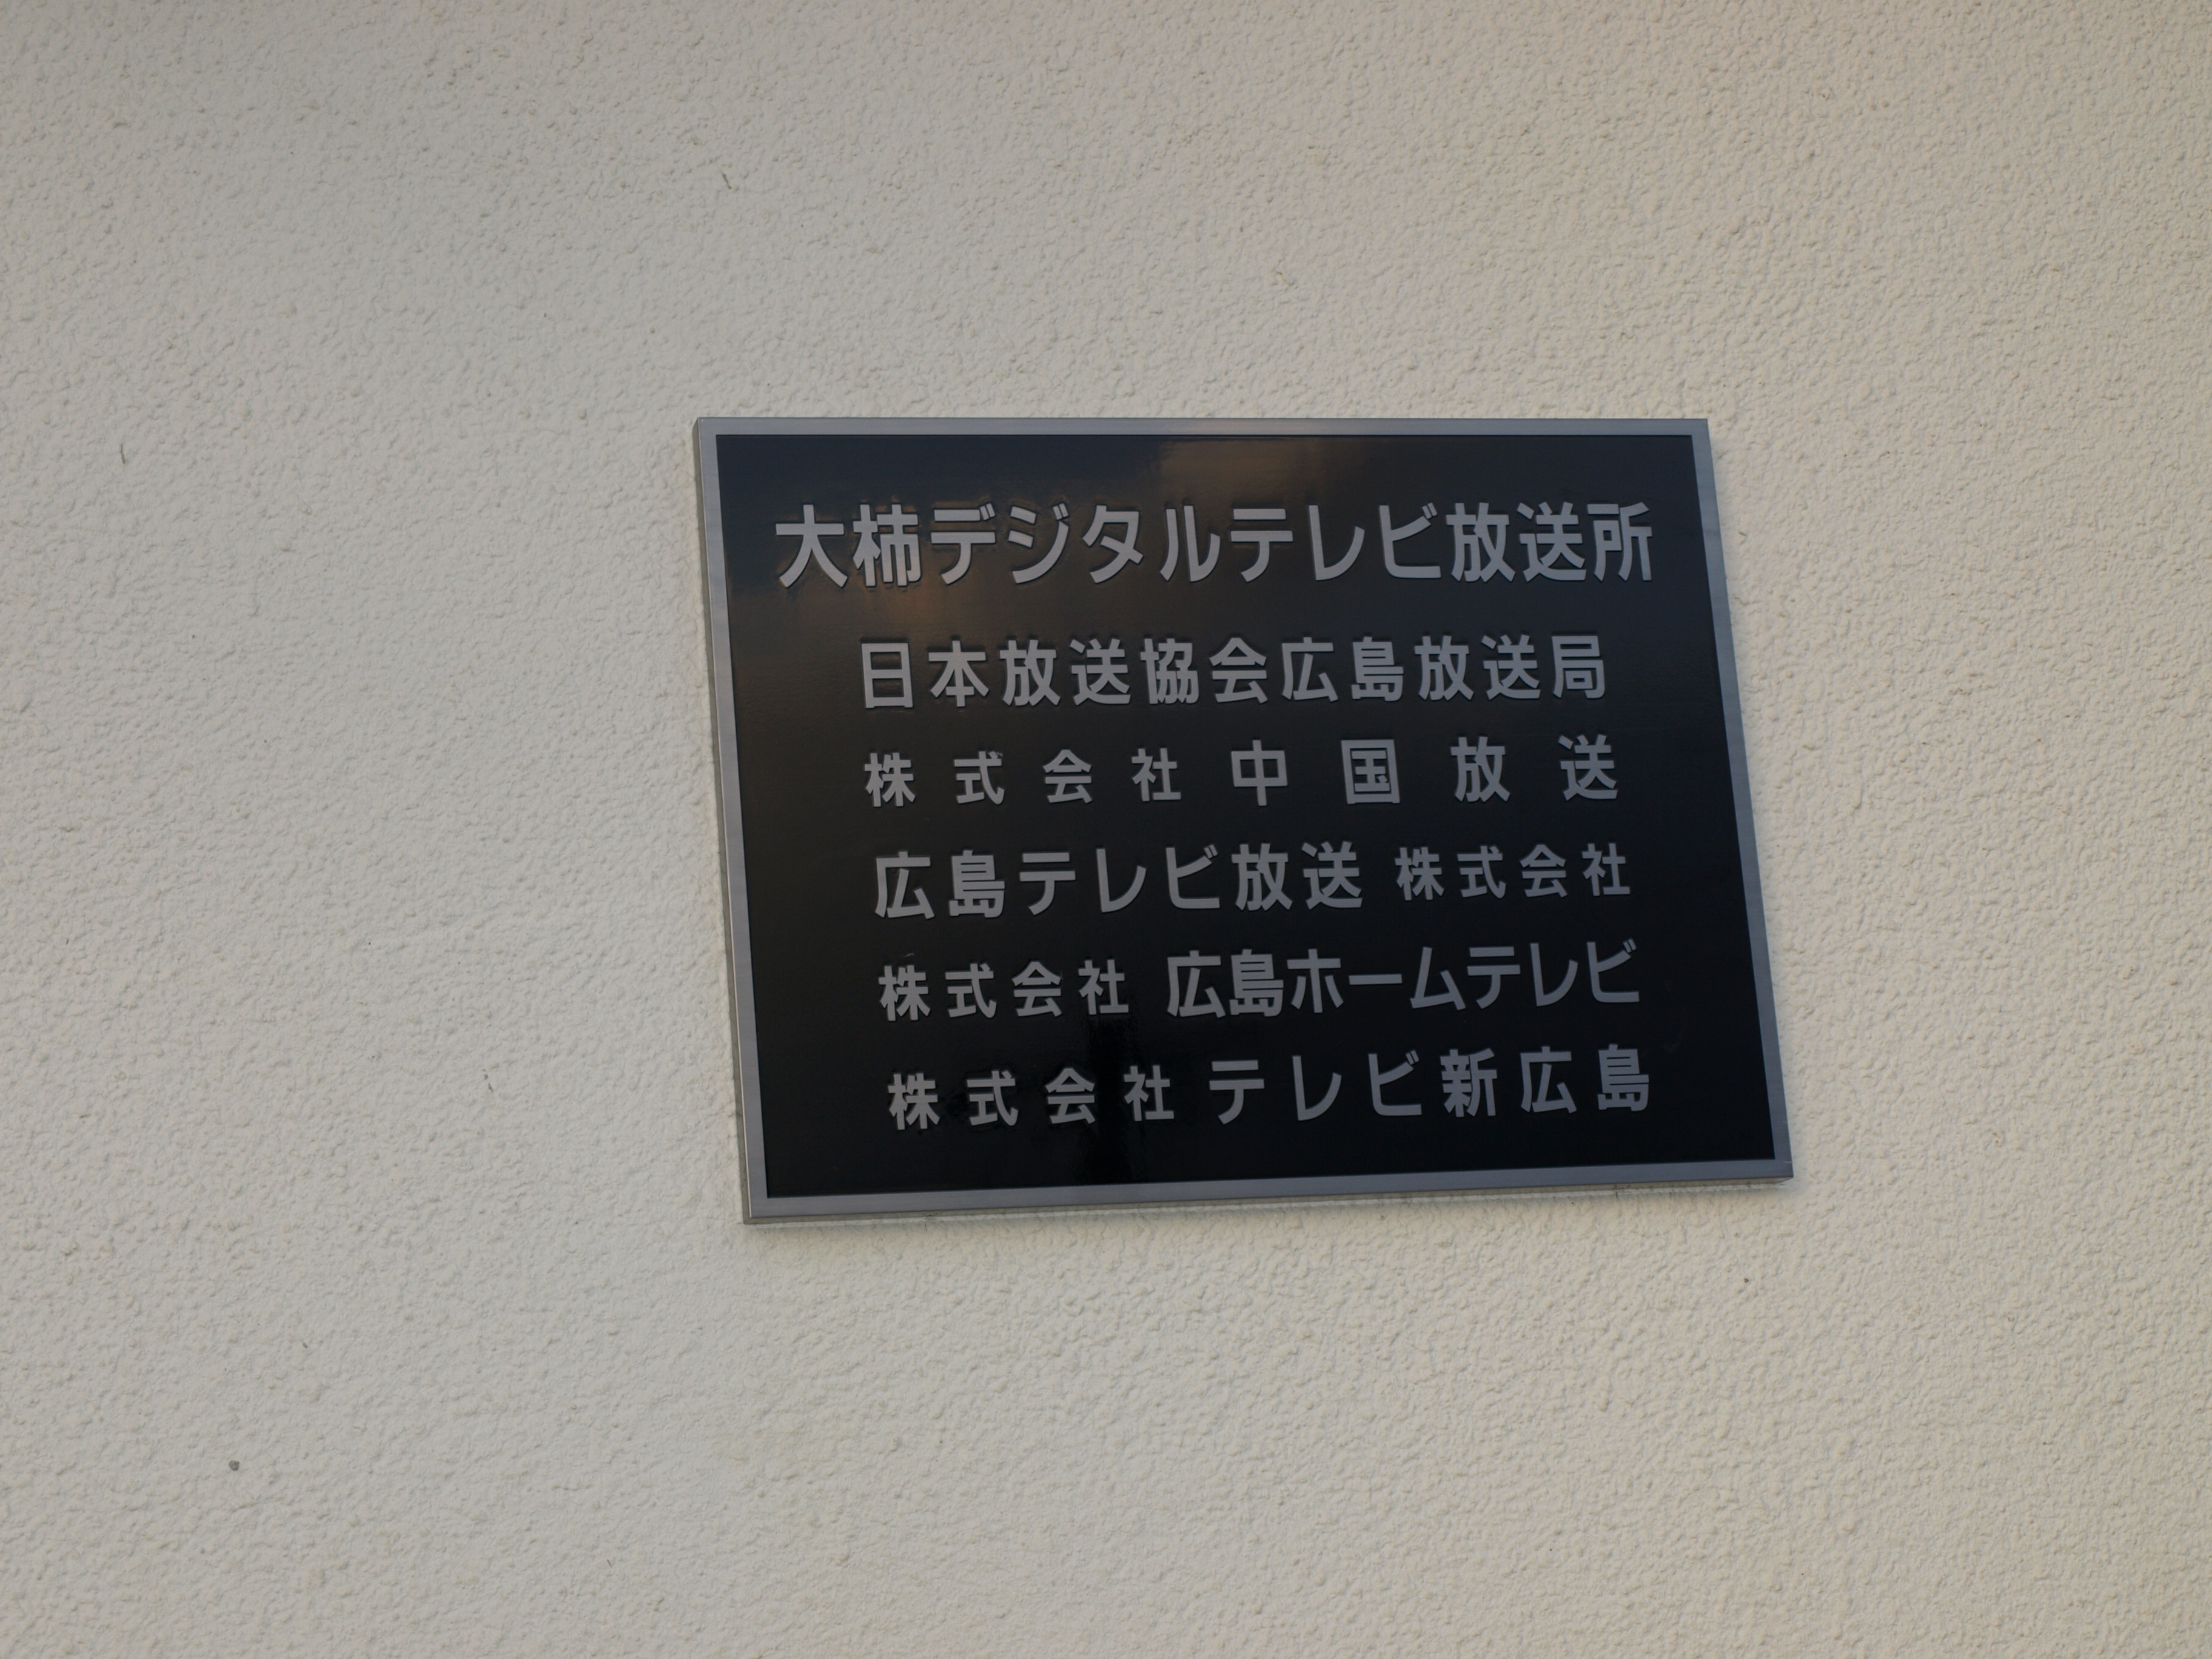 大柿デジタルテレビ放送所
日本放送協会広島放送局
株式会社中国放送
広島テレビ放送 株式会社
株式会社 広島ホームテレビ
株式会社 テレビ新広島